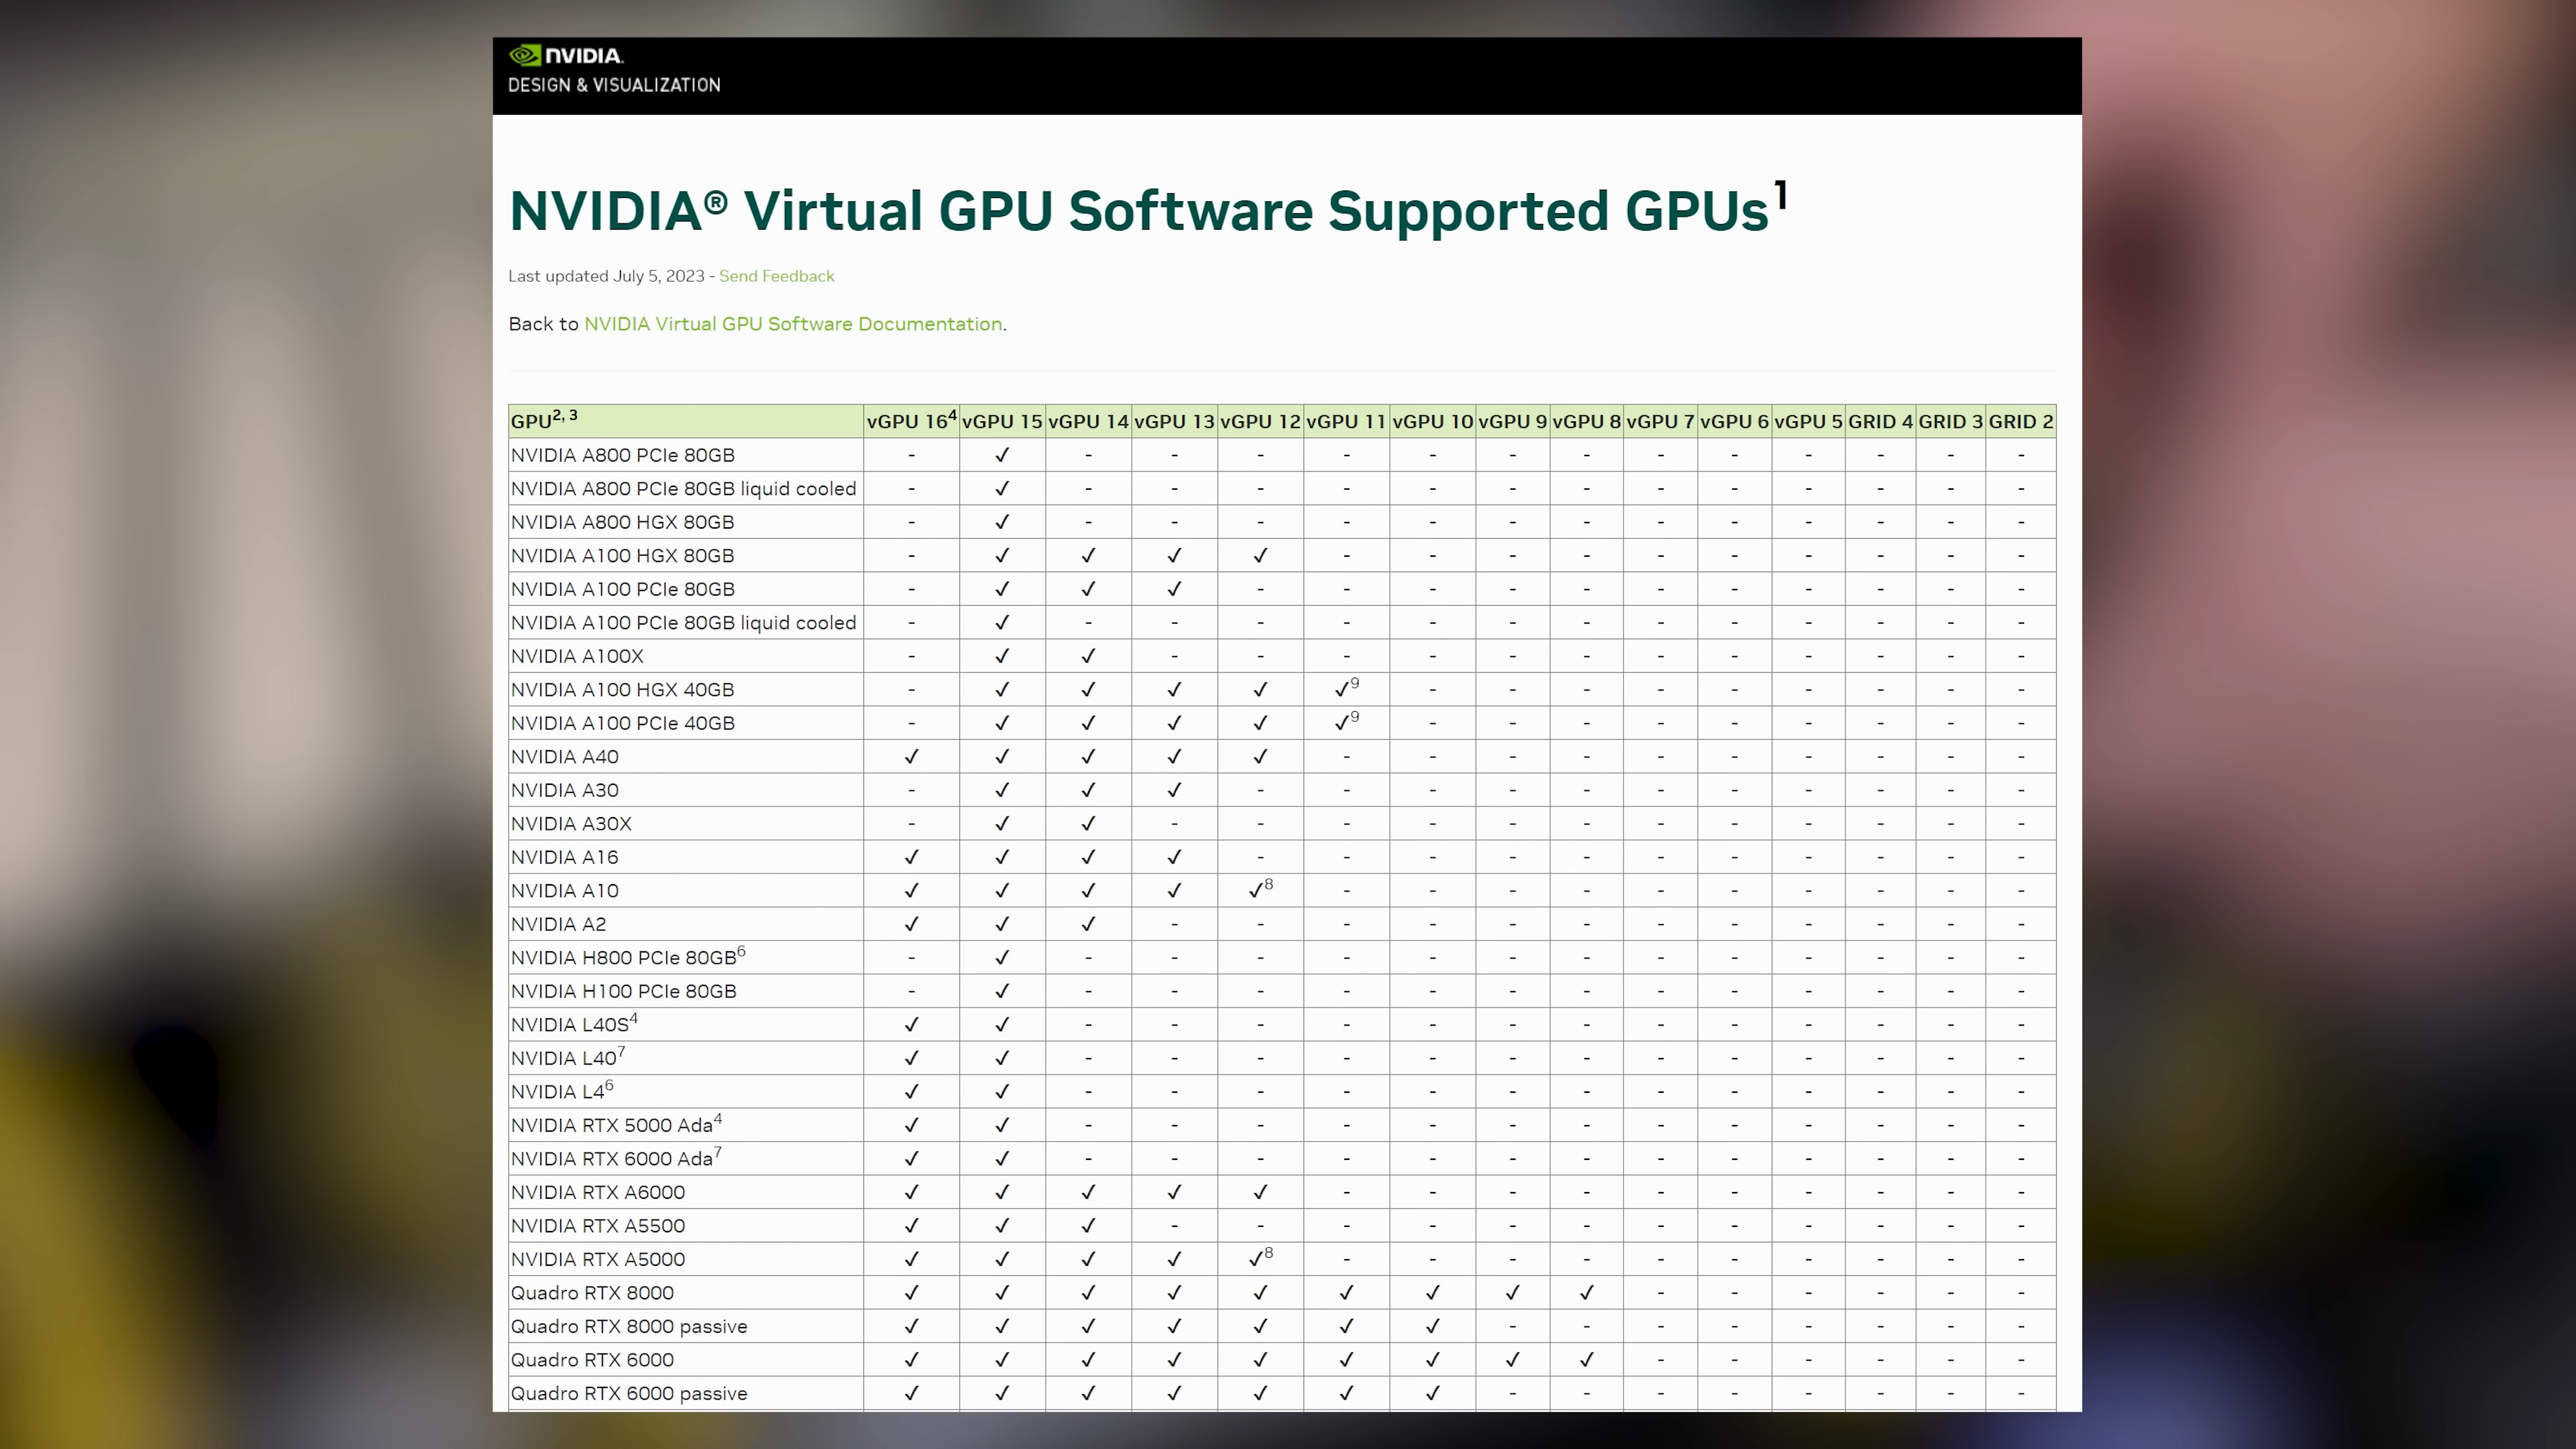 NVIDIA.
DESIGN & VISUALIZATION
NVIDIA® Virtual GPU Software Supported GPUs1
Last updated July 5, 2023 - Send Feedback
Back to NVIDIA Virtual GPU Software Documentation.
GPU2, 3 vGPU 164 vGPU 15 vGPU 14 vGPU 13 vGPU 12 vGPU 11 vGPU 10 vGPU 9 vGPU 8 vGPU 7 vGPU 6 vGPU 5 GRID 4 GRID 3 GRID 2
NVIDIA A800 PCIe 80GB - ✓ - - - - - - - - - - - - -
NVIDIA A800 PCIe 80GB liquid cooled - ✓ - - - - - - - - - - - - -
NVIDIA A800 HGX 80GB - ✓ - - - - - - - - - - - - -
NVIDIA A100 HGX 80GB - ✓ ✓ ✓ ✓ - - - - - - - - - -
NVIDIA A100 PCIe 80GB - ✓ ✓ ✓ - - - - - - - - - - -
NVIDIA A100 PCIe 80GB liquid cooled - ✓ - - - - - - - - - - - - -
NVIDIA A100X - ✓ ✓ - - - - - - - - - - - -
NVIDIA A100 HGX 40GB - ✓ ✓ ✓ ✓ ✓9 - - - - - - - - -
NVIDIA A100 PCIe 40GB - ✓ ✓ ✓ ✓ ✓9 - - - - - - - - -
NVIDIA A40 ✓ ✓ ✓ ✓ ✓ - - - - - - - - - -
NVIDIA A30 - ✓ ✓ ✓ - - - - - - - - - - -
NVIDIA A30X - ✓ ✓ - - - - - - - - - - - -
NVIDIA A16 ✓ ✓ ✓ ✓ - - - - - - - - - - -
NVIDIA A10 ✓ ✓ ✓ ✓ ✓8 - - - - - - - - - -
NVIDIA A2 ✓ ✓ ✓ - - - - - - - - - - - -
NVIDIA H800 PCIe 80GB6 - ✓ - - - - - - - - - - - - -
NVIDIA H100 PCIe 80GB - ✓ - - - - - - - - - - - - -
NVIDIA L40S4 ✓ ✓ - - - - - - - - - - - - -
NVIDIA L407 ✓ ✓ - - - - - - - - - - - - -
NVIDIA L46 ✓ ✓ - - - - - - - - - - - - -
NVIDIA RTX 5000 Ada4 ✓ ✓ - - - - - - - - - - - - -
NVIDIA RTX 6000 Ada7 ✓ ✓ - - - - - - - - - - - - -
NVIDIA RTX A6000 ✓ ✓ ✓ ✓ ✓ - - - - - - - - - -
NVIDIA RTX A5500 ✓ ✓ ✓ - - - - - - - - - - - -
NVIDIA RTX A5000 ✓ ✓ ✓ ✓ ✓8 - - - - - - - - - -
Quadro RTX 8000 ✓ ✓ ✓ ✓ ✓ ✓ ✓ ✓ ✓ - - - - - -
Quadro RTX 8000 passive ✓ ✓ ✓ ✓ ✓ ✓ ✓ - - - - - - - -
Quadro RTX 6000 ✓ ✓ ✓ ✓ ✓ ✓ ✓ ✓ ✓ - - - - - -
Quadro RTX 6000 passive ✓ ✓ ✓ ✓ ✓ ✓ ✓ - - - - - - - -